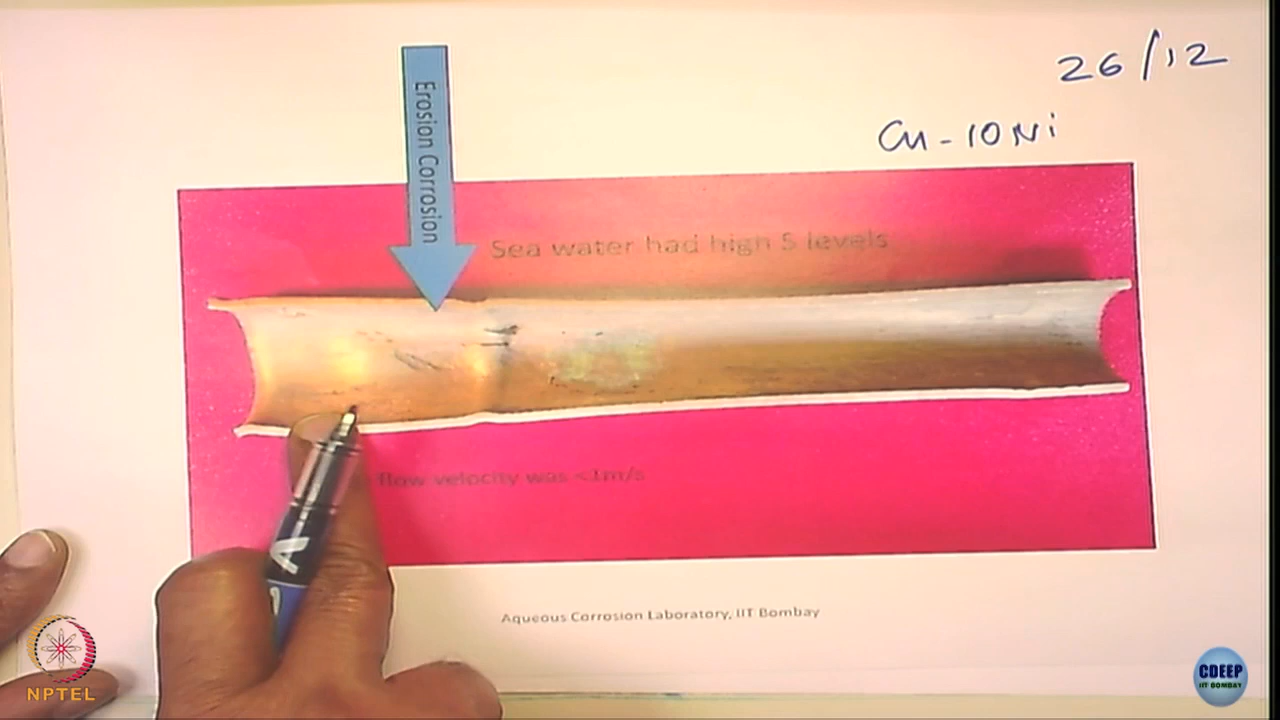 26/12
Cu-10Ni
Erosion Corrosion
Sea water had high S levels
flow velocity was <1m/s
Aqueous Corrosion Laboratory, IIT Bombay
A
NPTEL
CDEEP
IIT BOMBAY